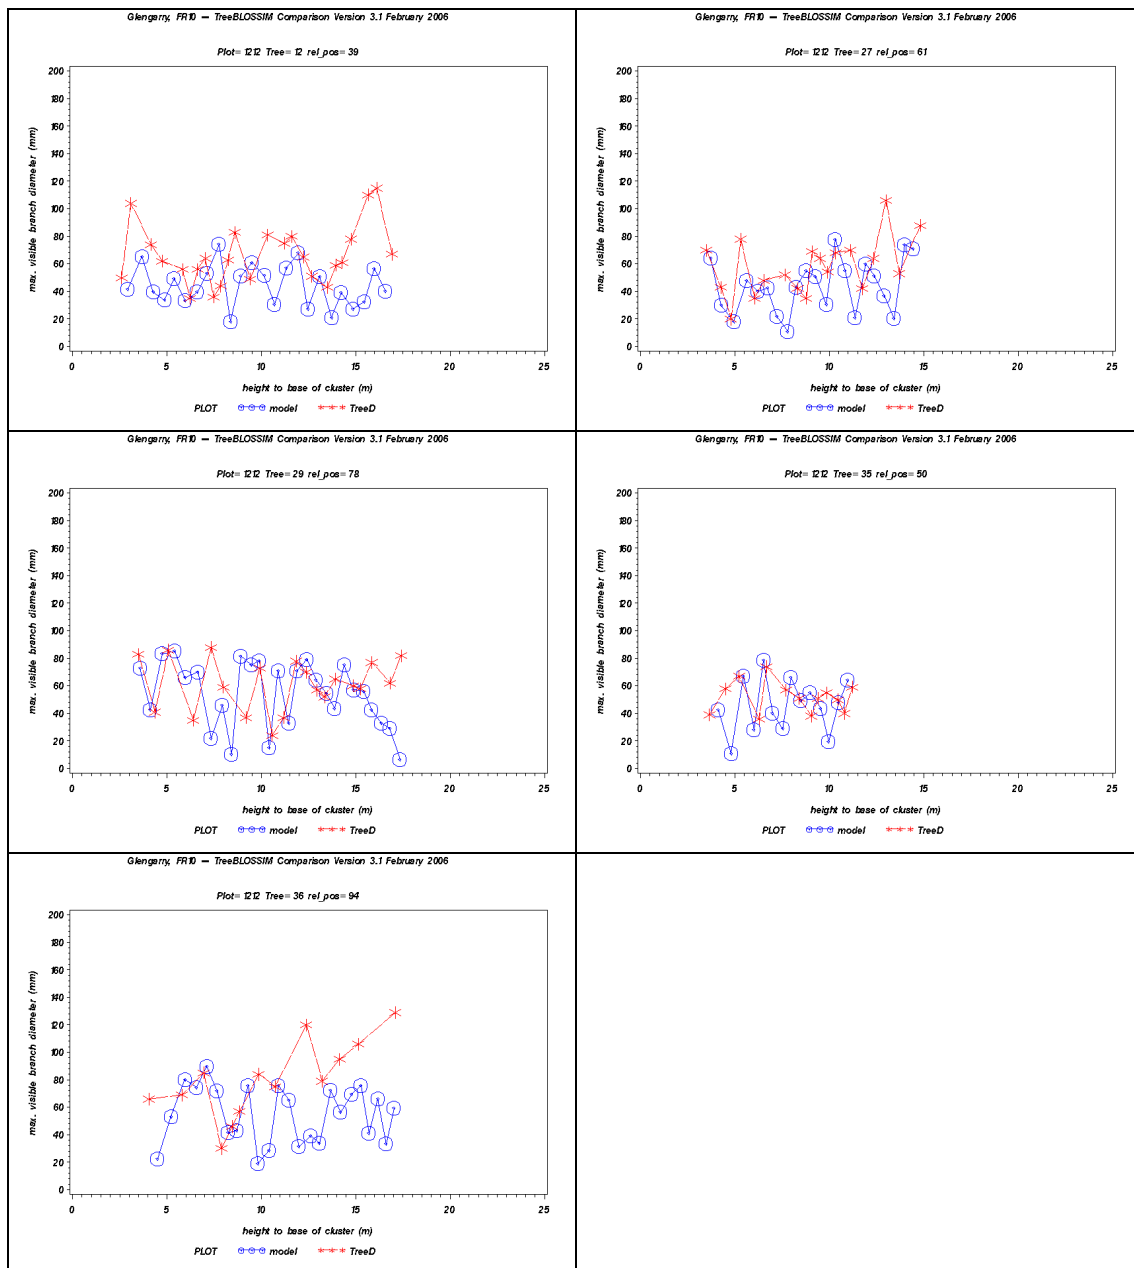 Glengarry, FR10 — TreeBLOSSIM Comparison Version 3.1 February 2006
Plot= 1212 Tree= 12 rel_pos= 39
max. visible branch diameter (mm)
200
180
160
140
120
100
80
60
40
20
0
0 5 10 15 20 25
height to base of cluster (m)
PLOT model TreeD
Glengarry, FR10 — TreeBLOSSIM Comparison Version 3.1 February 2006
Plot= 1212 Tree= 27 rel_pos= 61
max. visible branch diameter (mm)
200
180
160
140
120
100
80
60
40
20
0
0 5 10 15 20 25
height to base of cluster (m)
PLOT model TreeD
Glengarry, FR10 — TreeBLOSSIM Comparison Version 3.1 February 2006
Plot= 1212 Tree= 29 rel_pos= 78
max. visible branch diameter (mm)
200
180
160
140
120
100
80
60
40
20
0
0 5 10 15 20 25
height to base of cluster (m)
PLOT model TreeD
Glengarry, FR10 — TreeBLOSSIM Comparison Version 3.1 February 2006
Plot= 1212 Tree= 35 rel_pos= 50
max. visible branch diameter (mm)
200
180
160
140
120
100
80
60
40
20
0
0 5 10 15 20 25
height to base of cluster (m)
PLOT model TreeD
Glengarry, FR10 — TreeBLOSSIM Comparison Version 3.1 February 2006
Plot= 1212 Tree= 36 rel_pos= 94
max. visible branch diameter (mm)
200
180
160
140
120
100
80
60
40
20
0
0 5 10 15 20 25
height to base of cluster (m)
PLOT model TreeD